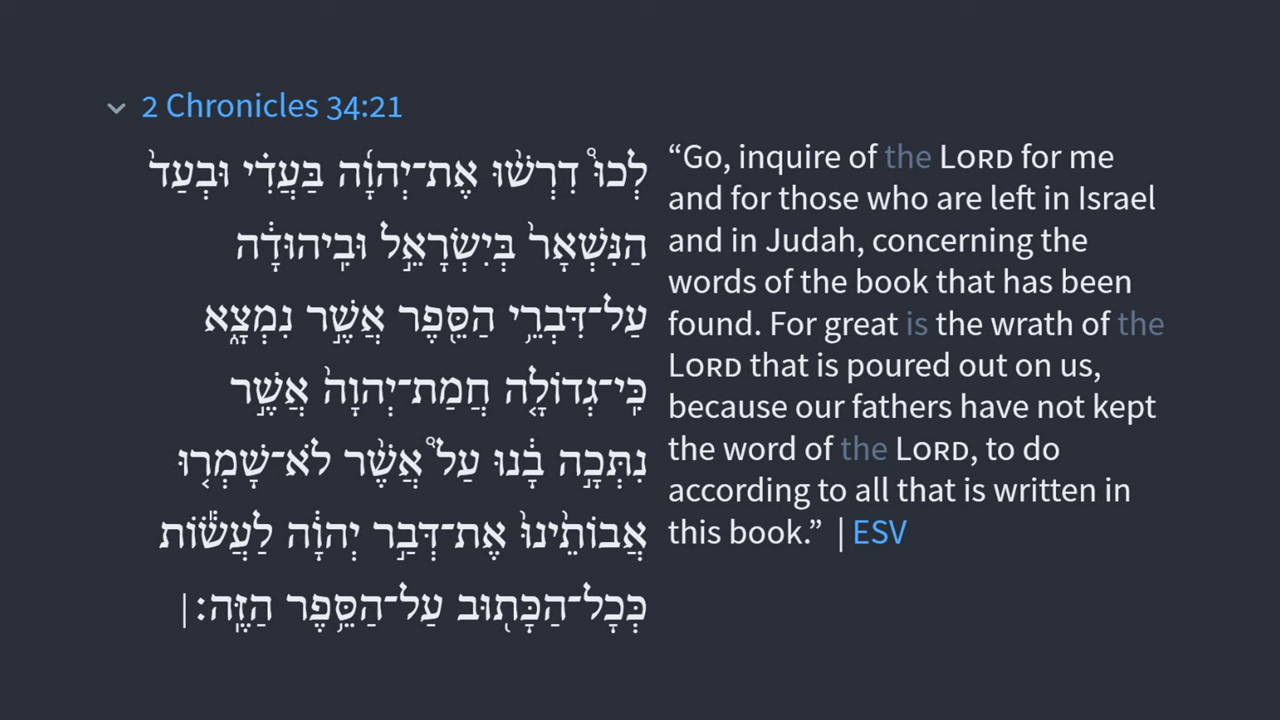 2 Chronicles 34:21
לְכוּ֩ דִרְשׁ֨וּ אֶת־יְהוָ֜ה בַּעֲדִ֗י וּבְעַד֙
הַנִּשְׁאָר֙ בְּיִשְׂרָאֵ֣ל וּבִֽיהוּדָ֔ה
עַל־דִּבְרֵ֥י הַסֵּ֖פֶר אֲשֶׁ֣ר נִמְצָ֑א
כִּֽי־גְדוֹלָ֤ה חֲמַת־יְהוָה֙ אֲשֶׁ֣ר
נִתְּכָ֣ה בָ֔נוּ עַל֩ אֲשֶׁ֨ר לֹא־שָׁמְר֤וּ
אֲבוֹתֵ֙ינוּ֙ אֶת־דְּבַ֣ר יְהוָ֔ה לַעֲשׂ֕וֹת
כְּכָל־הַכָּת֖וּב עַל־הַסֵּ֥פֶר הַזֶּֽה׃ |
“Go, inquire of the LORD for me
and for those who are left in Israel
and in Judah, concerning the
words of the book that has been
found. For great is the wrath of the
LORD that is poured out on us,
because our fathers have not kept
the word of the LORD, to do
according to all that is written in
this book.” | ESV